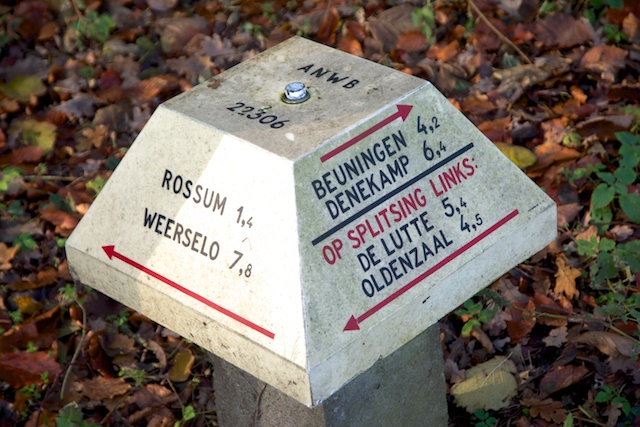 ANWB
22506
ROSSUM 1,4
WEERSELO 7,8
BEUNINGEN 4,2
DENEKAMP 6,4
OP SPLITSING LINKS:
DE LUTTE 5,4
OLDENZAAL 4,5